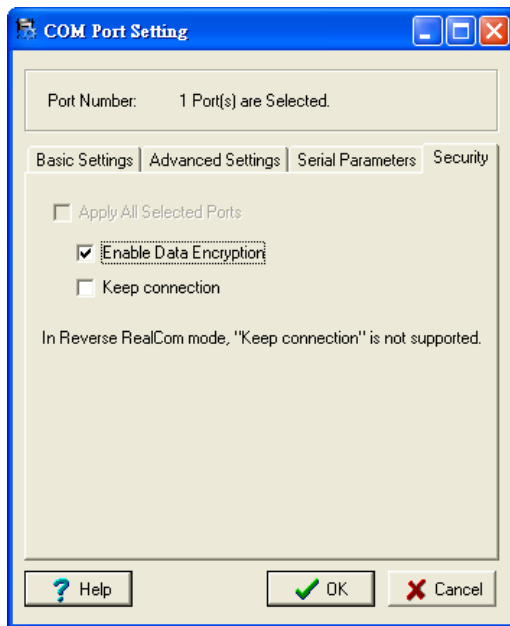 COM Port Setting
Port Number: 1 Port(s) are Selected.
Basic Settings Advanced Settings Serial Parameters Security
Apply All Selected Ports
Enable Data Encryption
Keep connection
In Reverse RealCom mode, "Keep connection" is not supported.
? Help OK Cancel